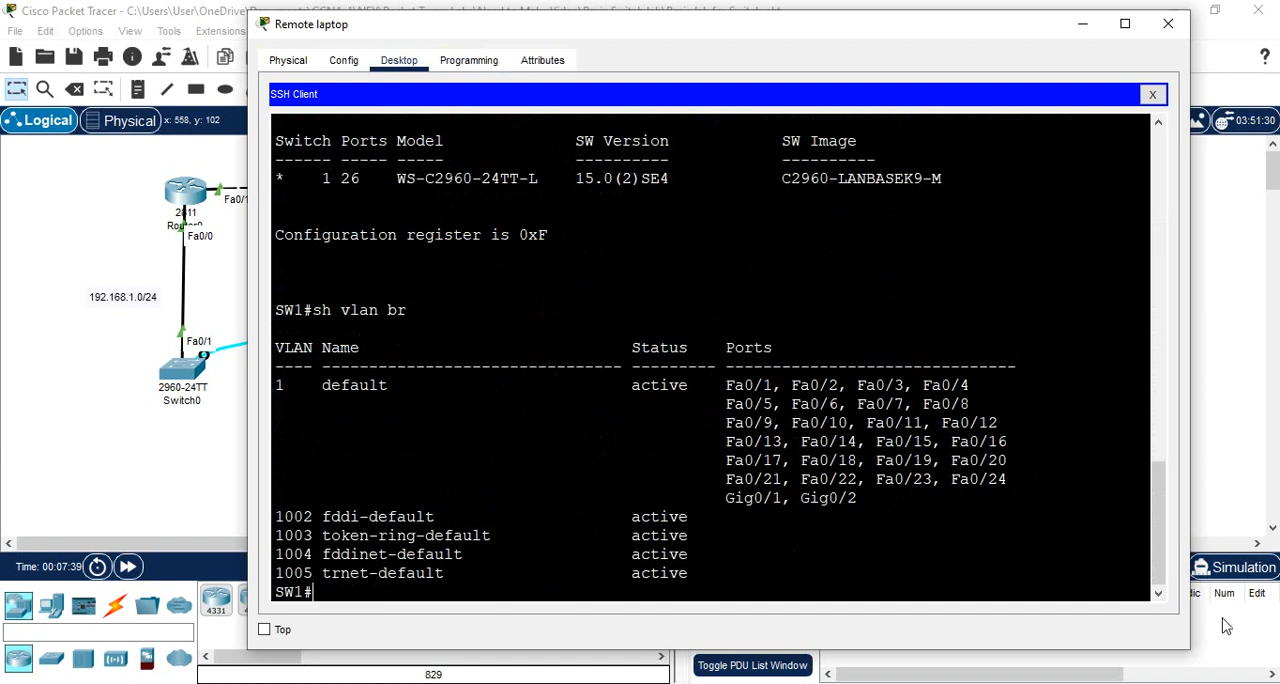 Cisco Packet Tracer - C:\Users\User\OneDrive\
File Edit Options View Tools Extensions
Remote laptop
Physical Config Desktop Programming Attributes
SSH Client
X
Logical Physical x: 558, y: 102
03:51:30
Switch Ports Model SW Version SW Image
------ ----- ----- ---------- ----------
* 1 26 WS-C2960-24TT-L 15.0(2)SE4 C2960-LANBASEK9-M
Configuration register is 0xF
SW1#sh vlan br
VLAN Name Status Ports
---- -------------------------------- --------- -------------------------------
1 default active Fa0/1, Fa0/2, Fa0/3, Fa0/4
Fa0/5, Fa0/6, Fa0/7, Fa0/8
Fa0/9, Fa0/10, Fa0/11, Fa0/12
Fa0/13, Fa0/14, Fa0/15, Fa0/16
Fa0/17, Fa0/18, Fa0/19, Fa0/20
Fa0/21, Fa0/22, Fa0/23, Fa0/24
Gig0/1, Gig0/2
1002 fddi-default active
1003 token-ring-default active
1004 fddinet-default active
1005 trnet-default active
SW1#
Fa0/1
2811
Router0
Fa0/0
192.168.1.0/24
Fa0/1
2960-24TT
Switch0
Time: 00:07:39
Simulation
Num Edit
4331
Top
829
Toggle PDU List Window